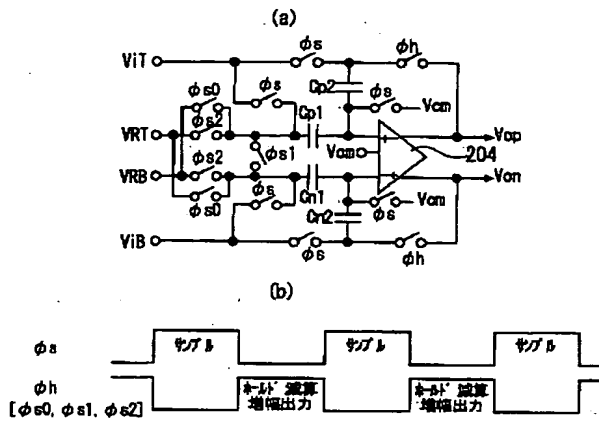 (a)
ViT
φs
φh
Cp2
φs
φs
Vcm
φs0
Cp1
φs2
VRT
Vop
Vcm
φs1
204
VRB
φs2
Von
φs
Cn1
Vcm
φs0
Cn2
φs
ViB
φs
φh
(b)
φs
サンプル
サンプル
サンプル
φh
ホールド 減算
ホールド 減算
[φs0, φs1, φs2]
増幅出力
増幅出力